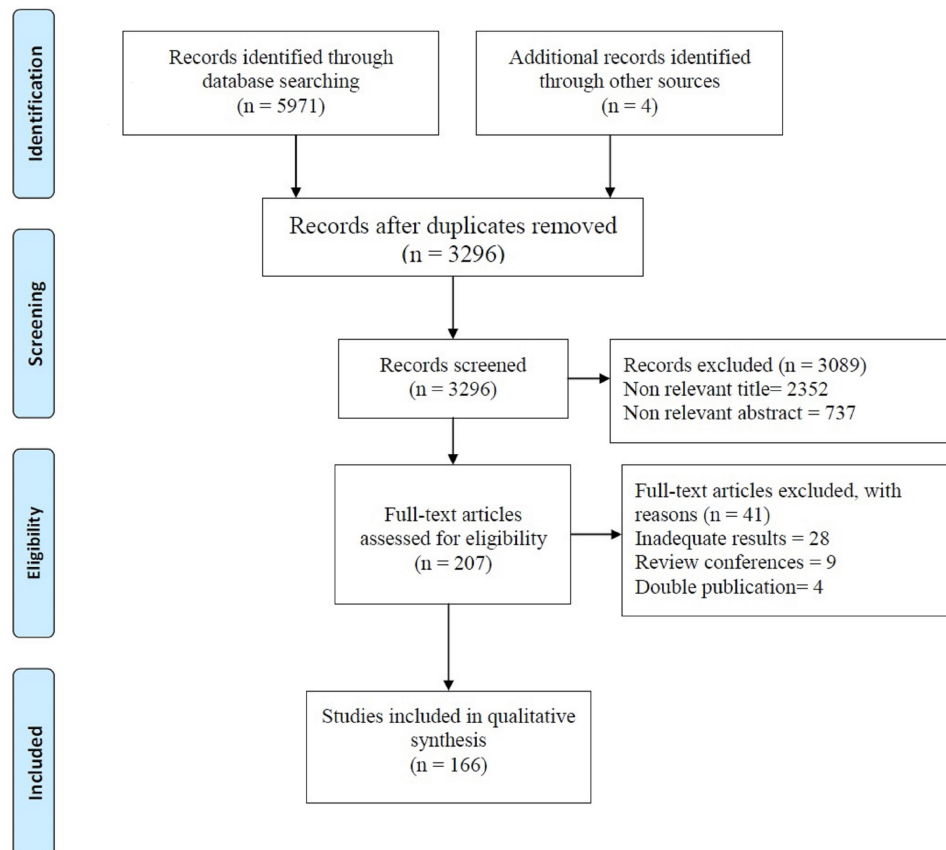 Identification
Records identified through
database searching
(n = 5971)
Additional records identified
through other sources
(n = 4)
Screening
Records after duplicates removed
(n = 3296)
Records screened
(n = 3296)
Records excluded (n = 3089)
Non relevant title= 2352
Non relevant abstract = 737
Eligibility
Full-text articles
assessed for eligibility
(n = 207)
Full-text articles excluded, with
reasons (n = 41)
Inadequate results = 28
Review conferences = 9
Double publication= 4
Included
Studies included in qualitative
synthesis
(n = 166)